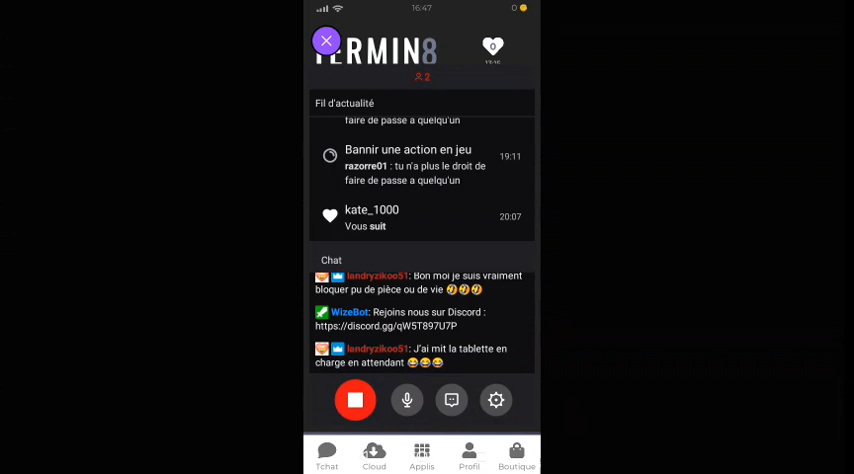 16:47
0
TERMIN8
0
2
Fil d'actualité
faire de passe a quelqu'un
Bannir une action en jeu
19:11
razorre01 : tu n'a plus le droit de
faire de passe a quelqu'un
kate_1000
20:07
Vous suit
Chat
landryzikoo51: Bon moi je suis vraiment
bloquer pu de pièce ou de vie 🤣🤣🤣
WizeBot: Rejoins nous sur Discord :
https://discord.gg/qW5T897U7P
landryzikoo51: J'ai mit la tablette en
charge en attendant 😂😂😂
Tchat
Cloud
Applis
Profil
Boutique